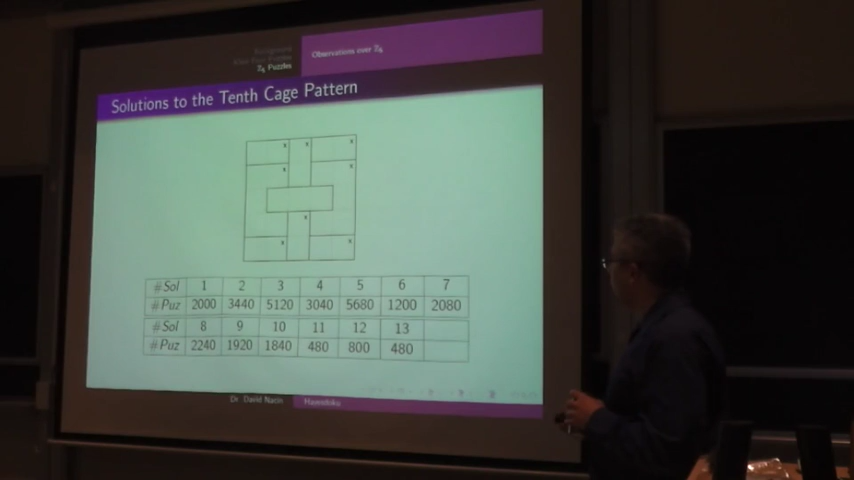 Observations over ℤ₄
ℤ₄ Puzzles
Solutions to the Tenth Cage Pattern
x x x
x x
x
x x
#Sol 1 2 3 4 5 6 7
#Puz 2000 3440 5120 3040 5680 1200 2080
#Sol 8 9 10 11 12 13
#Puz 2240 1920 1840 480 800 480
Dr. David Nacin